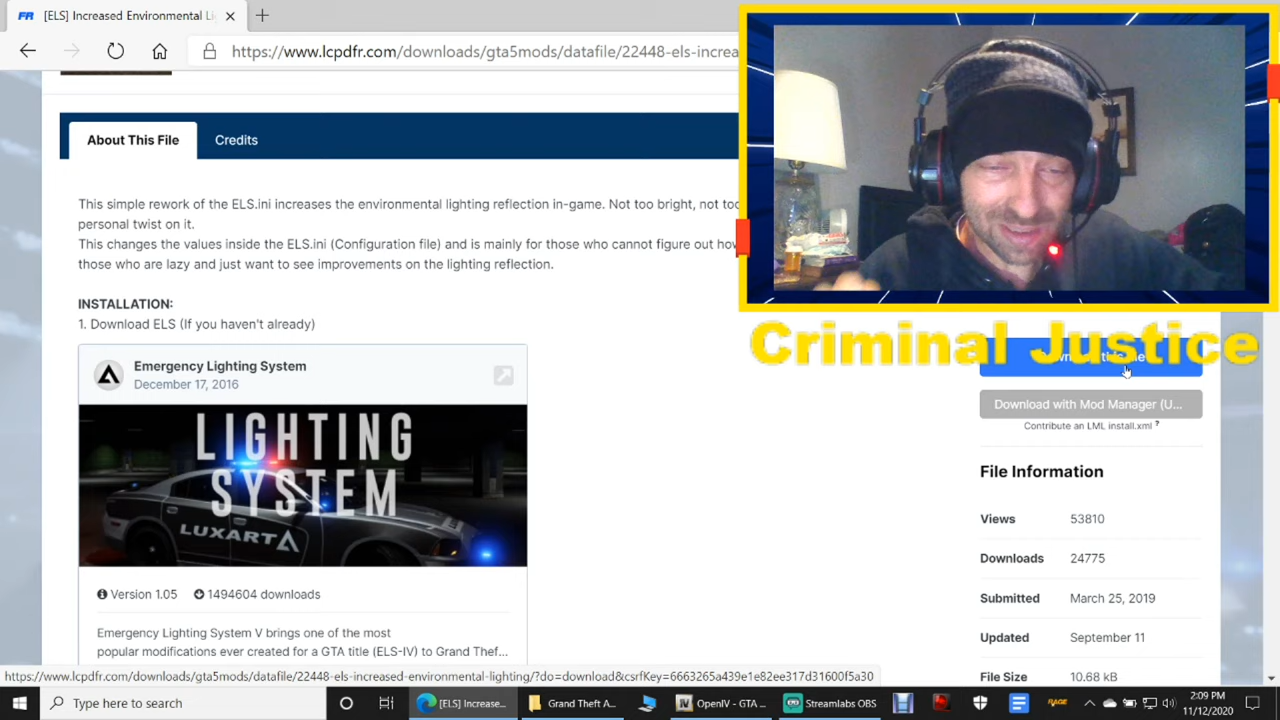 FR [ELS] Increased Environmental Li
https://www.lcpdfr.com/downloads/gta5mods/datafile/22448-els-increa
About This File
Credits
This simple rework of the ELS.ini increases the environmental lighting reflection in-game. Not too bright, not too
personal twist on it.
This changes the values inside the ELS.ini (Configuration file) and is mainly for those who cannot figure out how
those who are lazy and just want to see improvements on the lighting reflection.
INSTALLATION:
1. Download ELS (If you haven't already)
Emergency Lighting System
December 17, 2016
LIGHTING
SYSTEM
LUXART
Version 1.05
1494604 downloads
Emergency Lighting System V brings one of the most
popular modifications ever created for a GTA title (ELS-IV) to Grand Thef...
Criminal Justice
Download with Mod Manager (U...
Contribute an LML install.xml ?
File Information
Views 53810
Downloads 24775
Submitted March 25, 2019
Updated September 11
File Size 10.68 kB
https://www.lcpdfr.com/downloads/gta5mods/datafile/22448-els-increased-environmental-lighting/?do=download&csrfKey=6663265a439e1e82ee317d31600f5a30
Type here to search
[ELS] Increase...
Grand Theft A...
OpenIV - GTA ...
Streamlabs OBS
RAGE
2:09 PM
11/12/2020